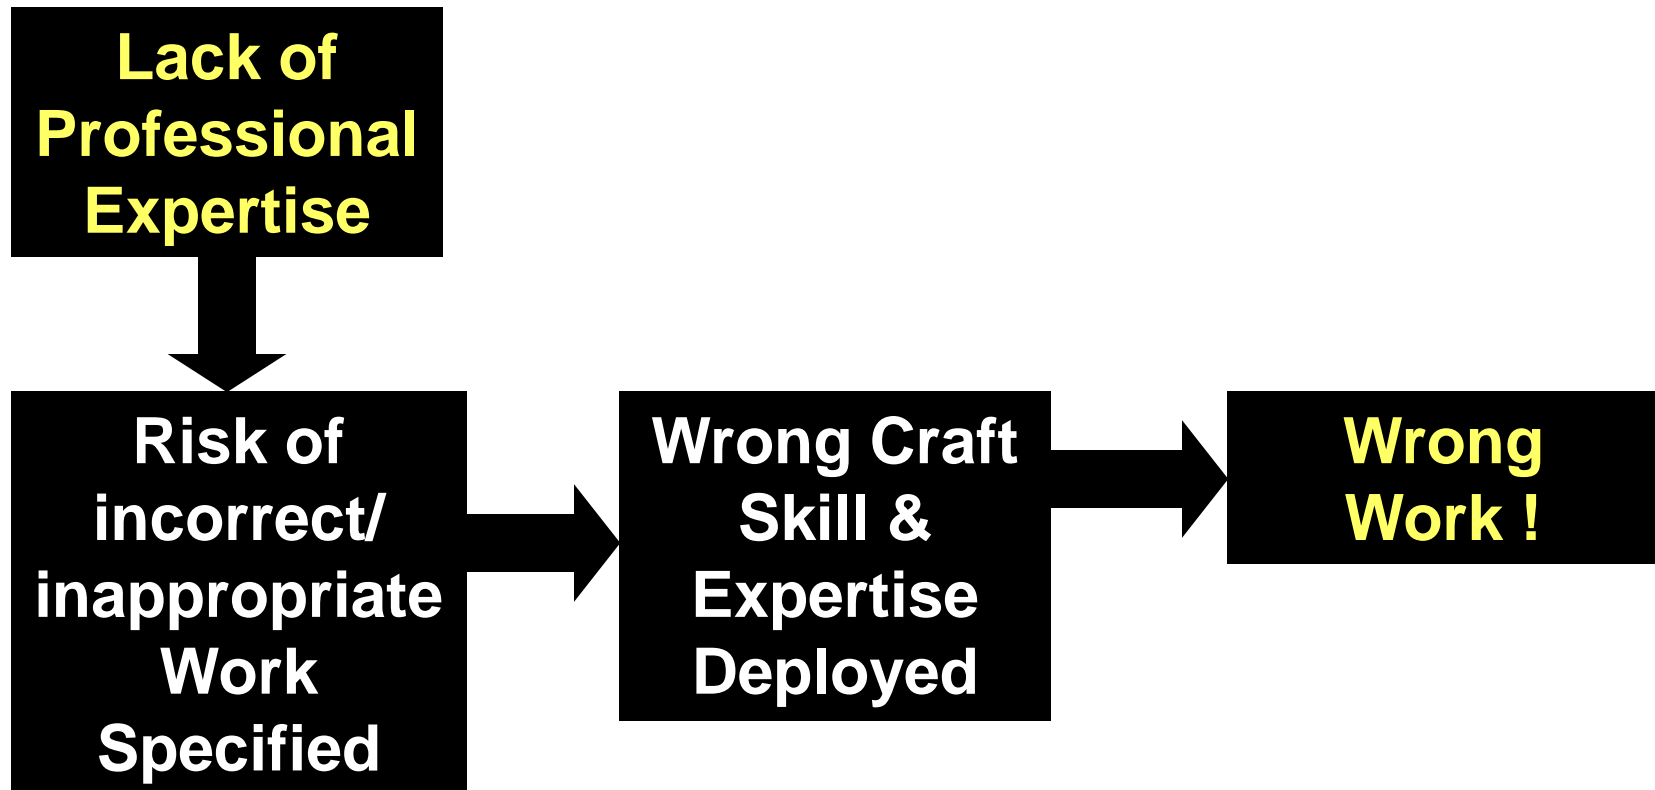 Lack of
Professional
Expertise
Risk of
incorrect/
inappropriate
Work
Specified
Wrong Craft
Skill &
Expertise
Deployed
Wrong
Work !